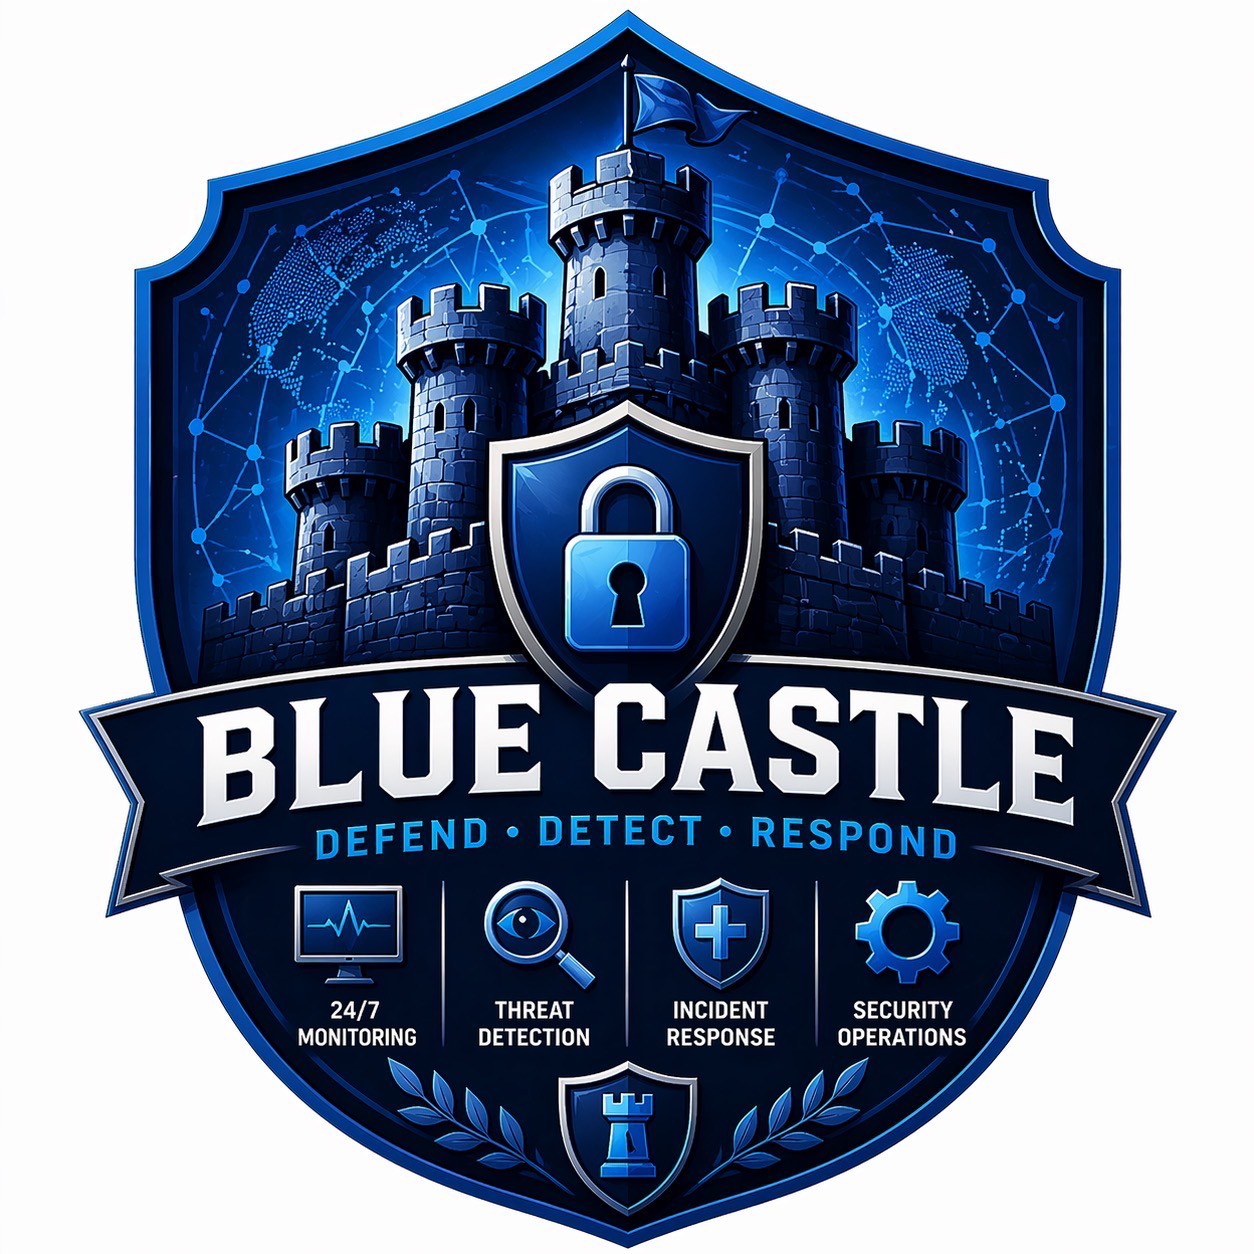 BLUE CASTLE
DEFEND • DETECT • RESPOND
24/7
MONITORING
THREAT
DETECTION
INCIDENT
RESPONSE
SECURITY
OPERATIONS